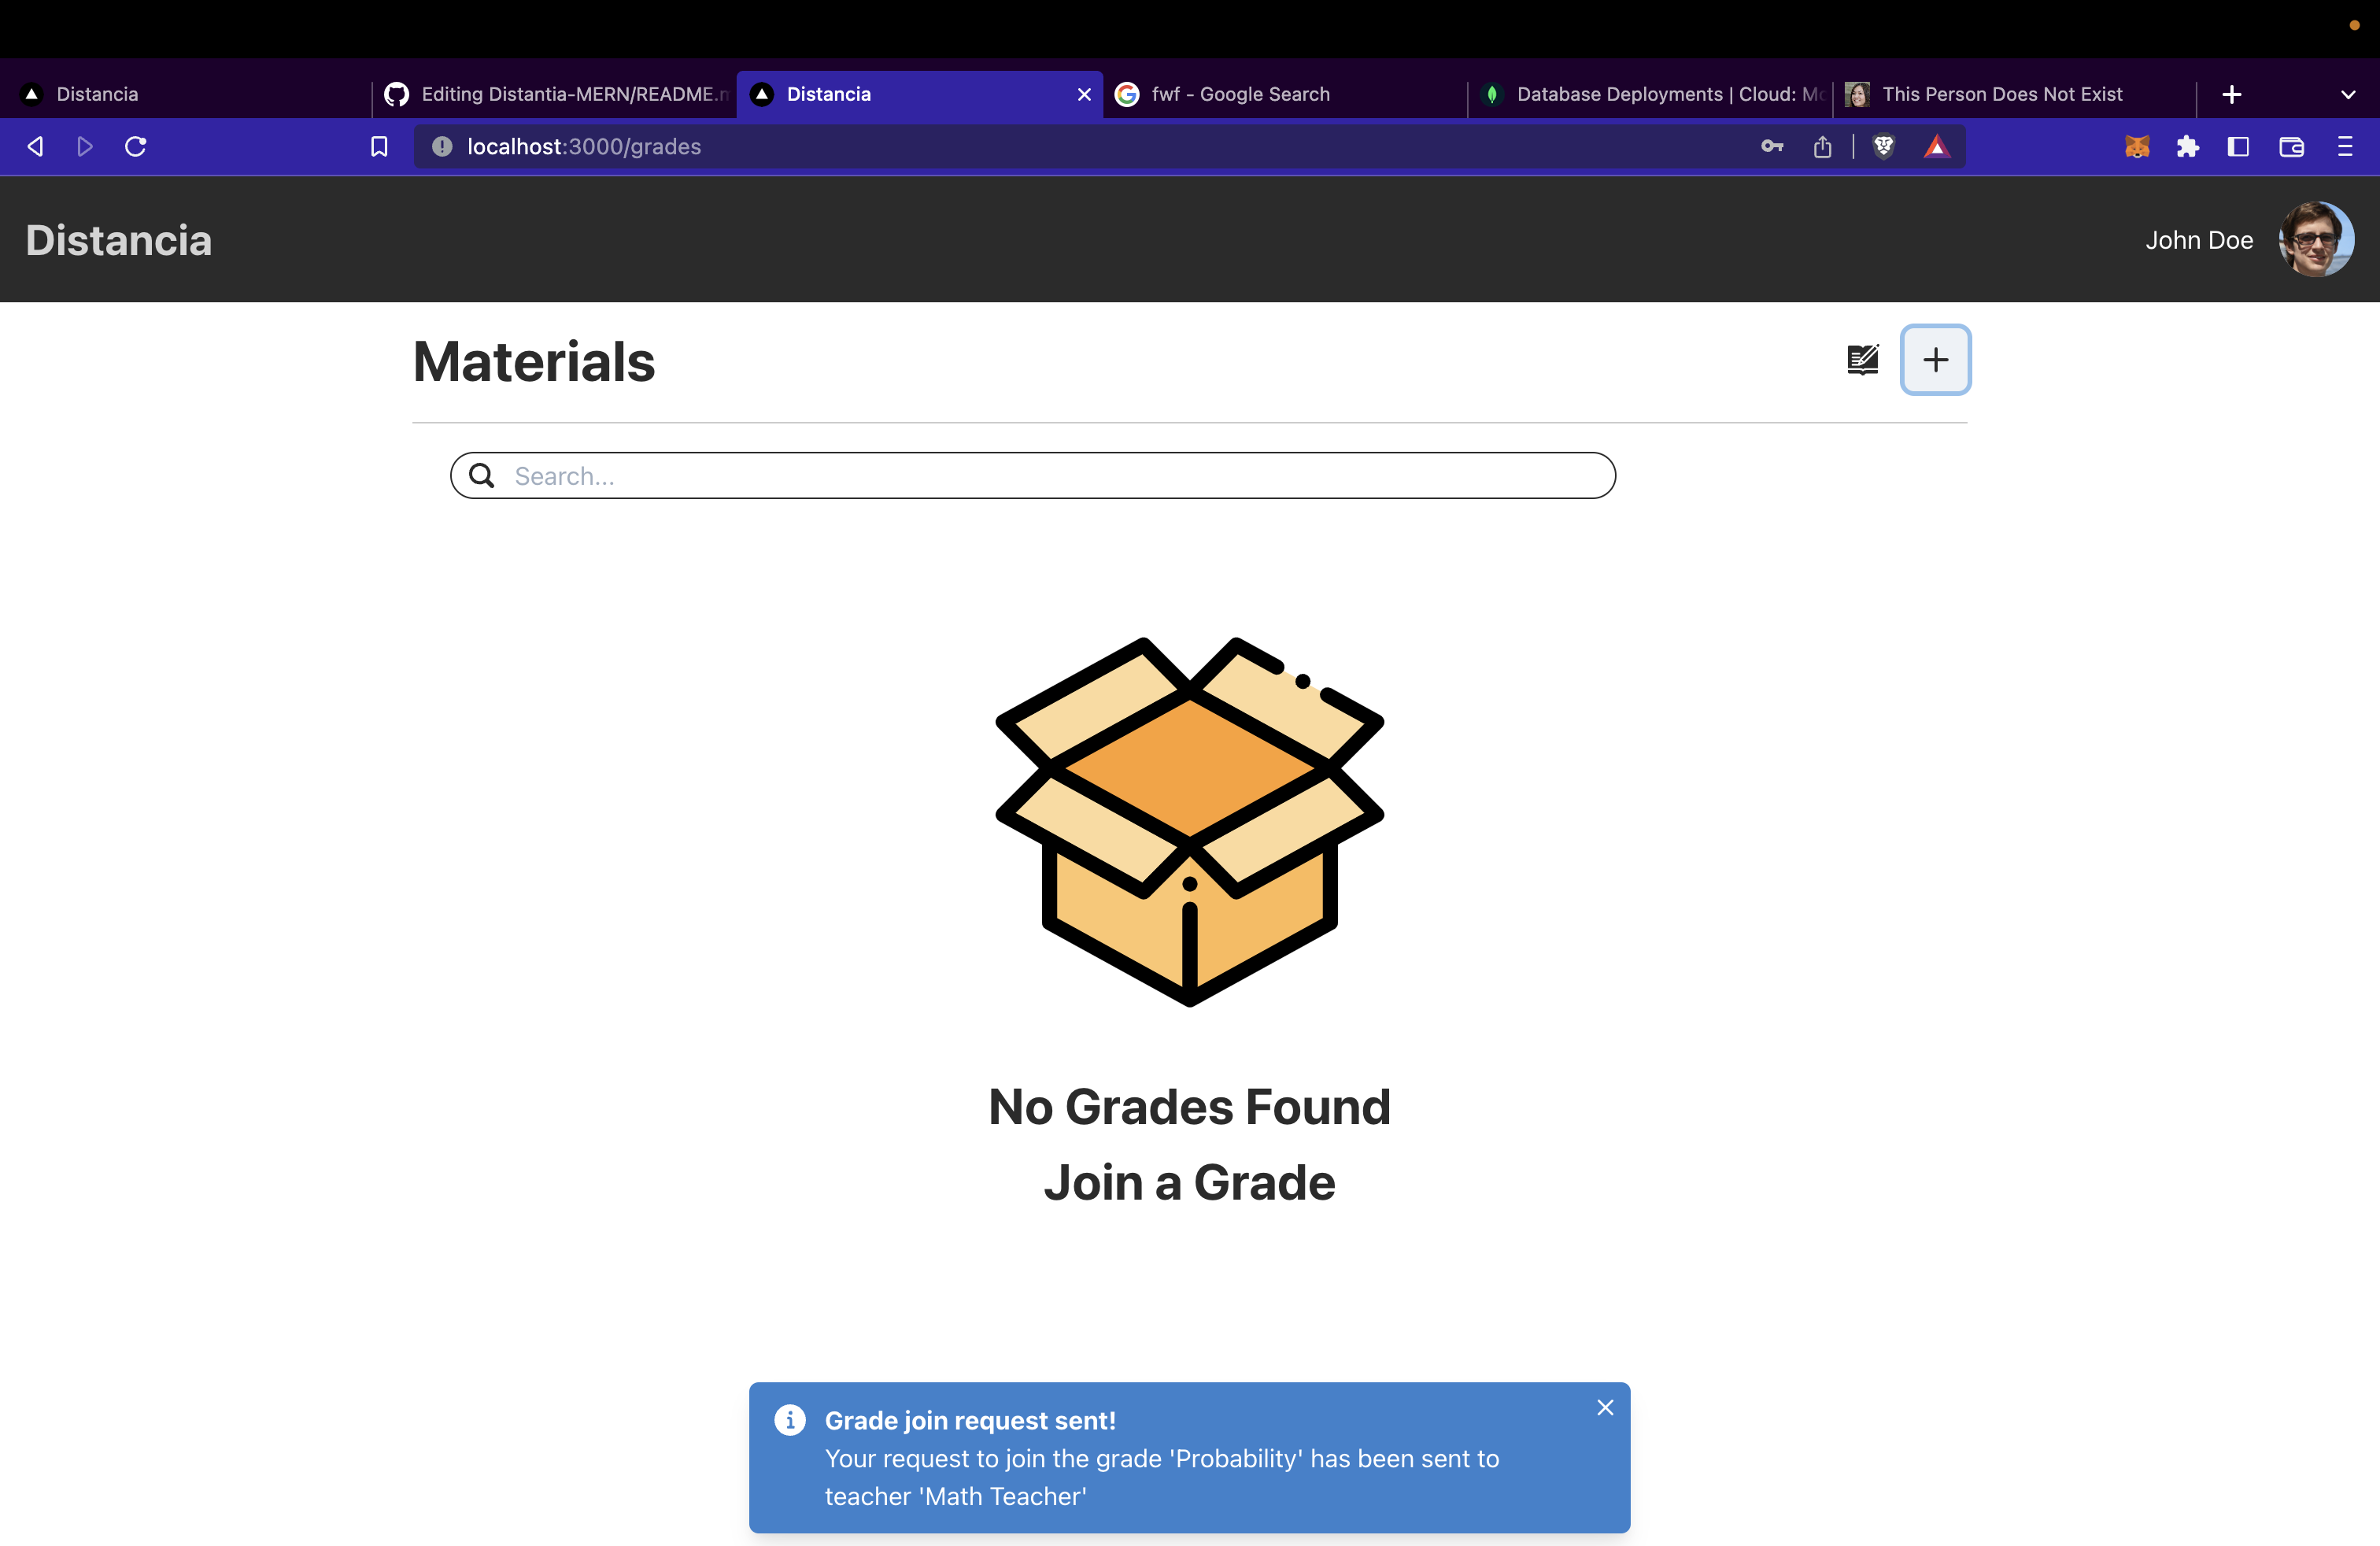 Distancia
Editing Distantia-MERN/README.m
Distancia
fwf - Google Search
Database Deployments | Cloud: Mo
This Person Does Not Exist
localhost:3000/grades
Distancia
John Doe
Materials
Search...
No Grades Found
Join a Grade
Grade join request sent!
Your request to join the grade 'Probability' has been sent to
teacher 'Math Teacher'